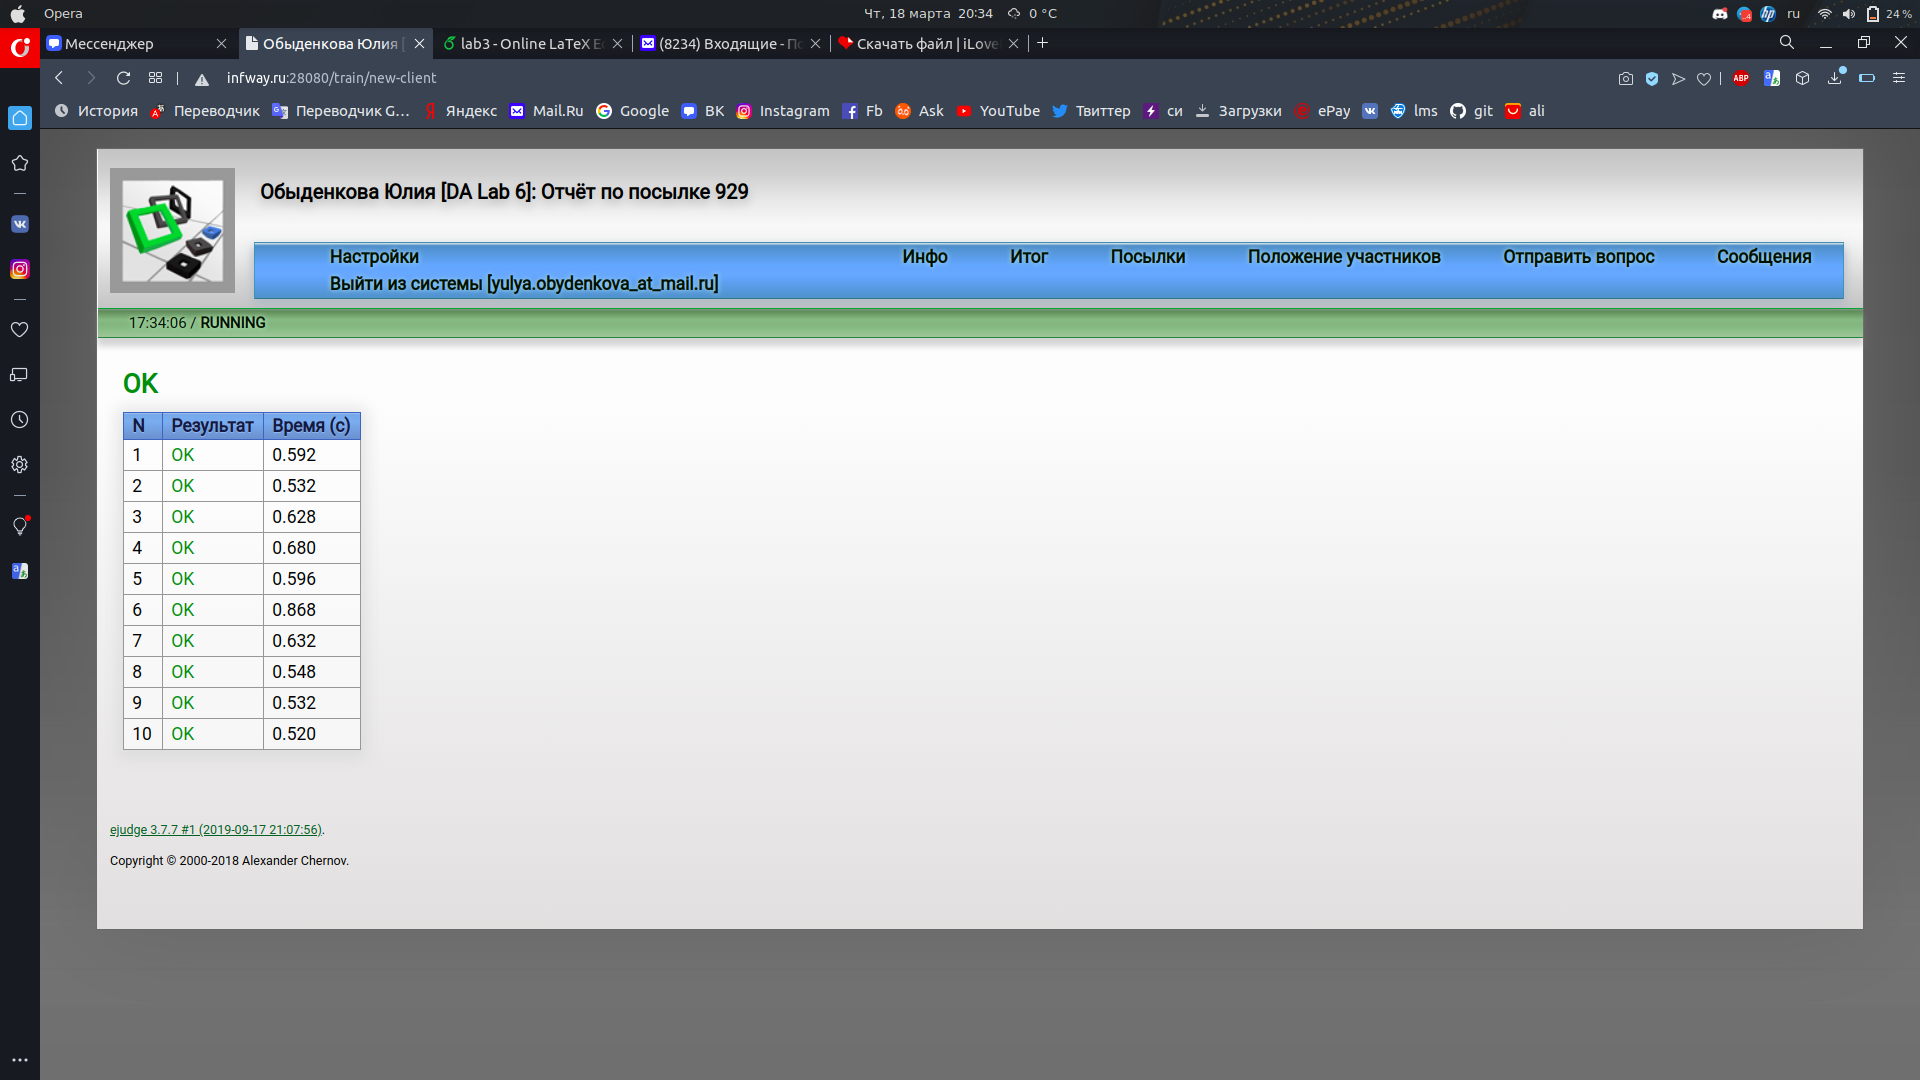 Opera
Чт, 18 марта 20:34
0 °C
ru
24 %
Мессенджер
Обыденкова Юлия [
lab3 - Online LaTeX E
(8234) Входящие - По
Скачать файл | iLove
infway.ru:28080/train/new-client
ABP
История
Переводчик
Переводчик G...
Яндекс
Mail.Ru
Google
ВК
Instagram
Fb
Ask
YouTube
Твиттер
си
Загрузки
ePay
lms
git
ali
Обыденкова Юлия [DA Lab 6]: Отчёт по посылке 929
Настройки
Инфо
Итог
Посылки
Положение участников
Отправить вопрос
Сообщения
Выйти из системы [yulya.obydenkova_at_mail.ru]
17:34:06 / RUNNING
OK
N Результат Время (с)
1 OK 0.592
2 OK 0.532
3 OK 0.628
4 OK 0.680
5 OK 0.596
6 OK 0.868
7 OK 0.632
8 OK 0.548
9 OK 0.532
10 OK 0.520
ejudge 3.7.7 #1 (2019-09-17 21:07:56).
Copyright © 2000-2018 Alexander Chernov.